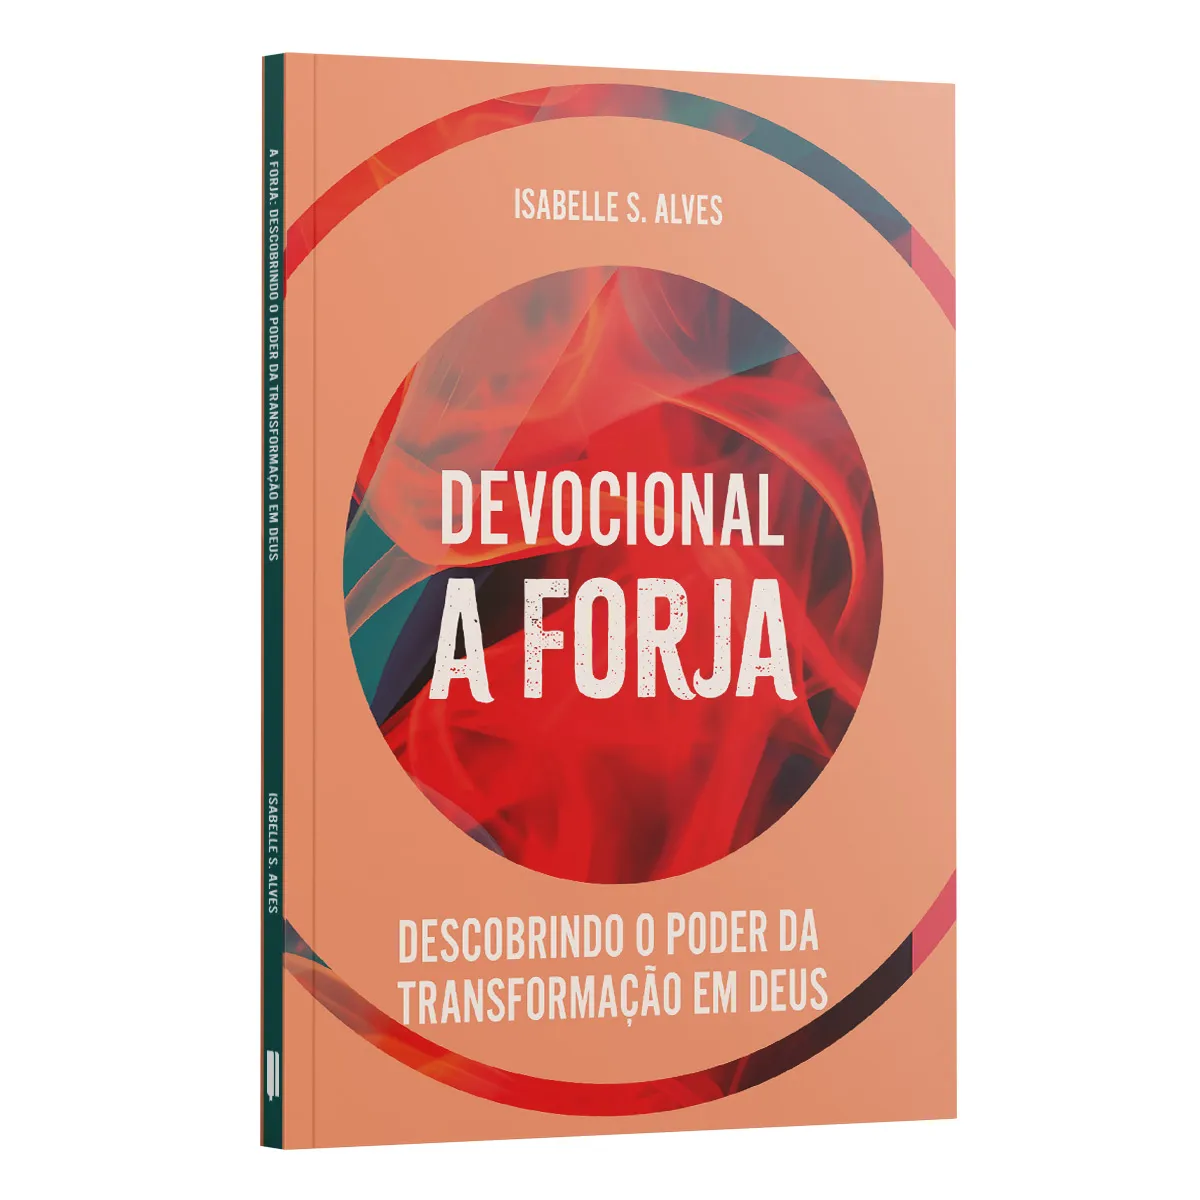 A FORJA: DESCOBRINDO O PODER DA TRANSFORMAÇÃO EM DEUS
ISABELLE S. ALVES
ISABELLE S. ALVES
DEVOCIONAL
A FORJA
DESCOBRINDO O PODER DA
TRANSFORMAÇÃO EM DEUS